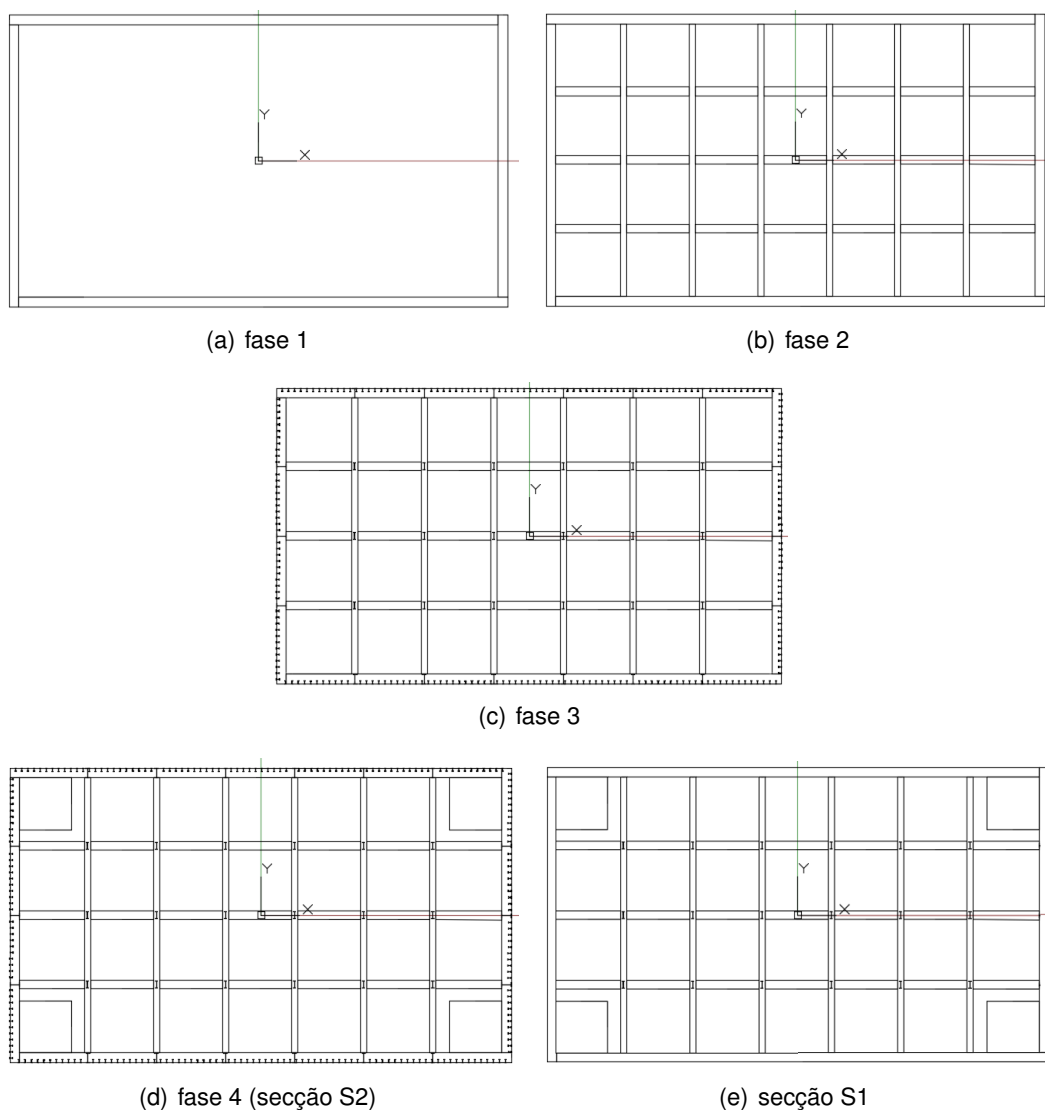 Y
X
Y
X
(a) fase 1
(b) fase 2
Y
X
(c) fase 3
Y
X
Y
X
(d) fase 4 (secção S2)
(e) secção S1